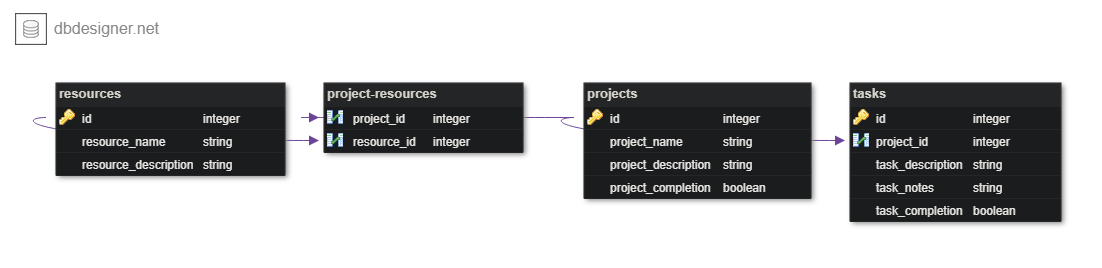 dbdesigner.net
resources
id integer
resource_name string
resource_description string
project-resources
project_id integer
resource_id integer
projects
id integer
project_name string
project_description string
project_completion boolean
tasks
id integer
project_id integer
task_description string
task_notes string
task_completion boolean